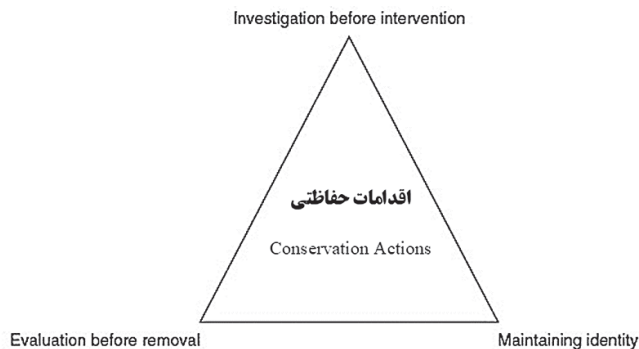 Investigation before intervention
اقدامات حفاظتی
Conservation Actions
Evaluation before removal
Maintaining identity